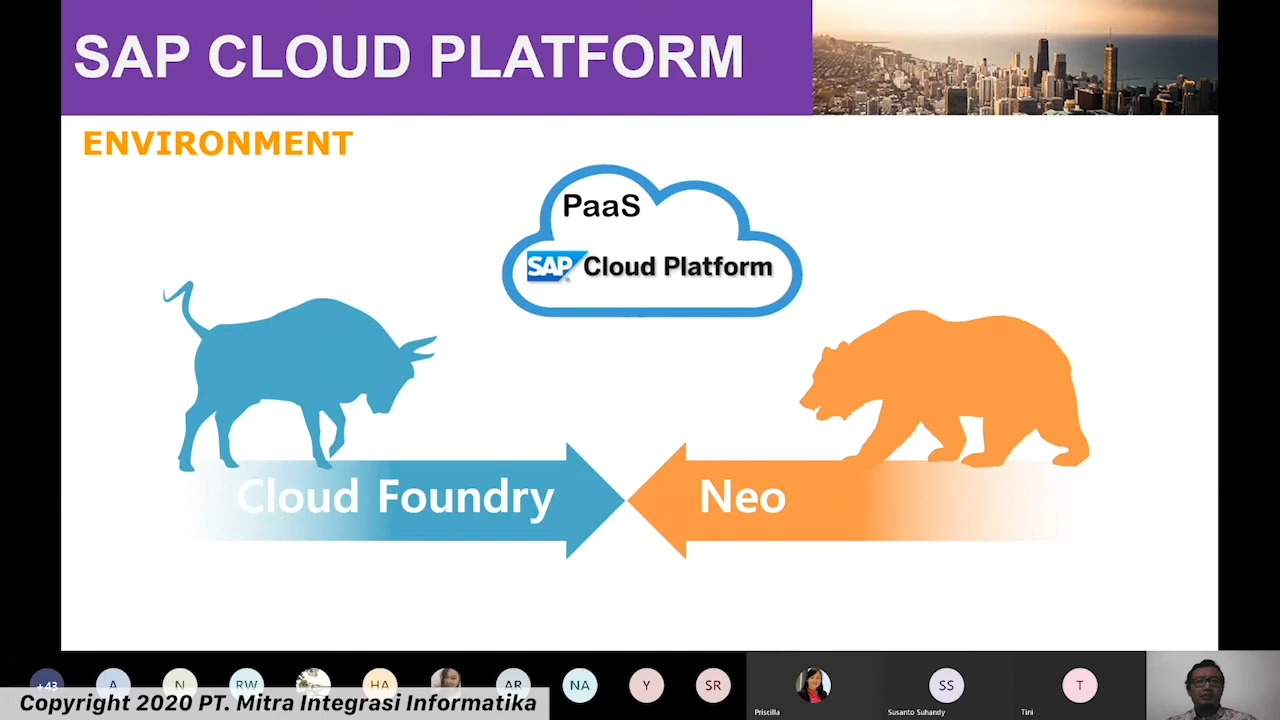 SAP CLOUD PLATFORM
ENVIRONMENT
PaaS
SAP Cloud Platform
Cloud Foundry
Neo
+43
A
N
RW
HA
AR
NA
Y
SR
SS
T
Priscilla
Susanto Suhandy
Tini
Copyright 2020 PT. Mitra Integrasi Informatika